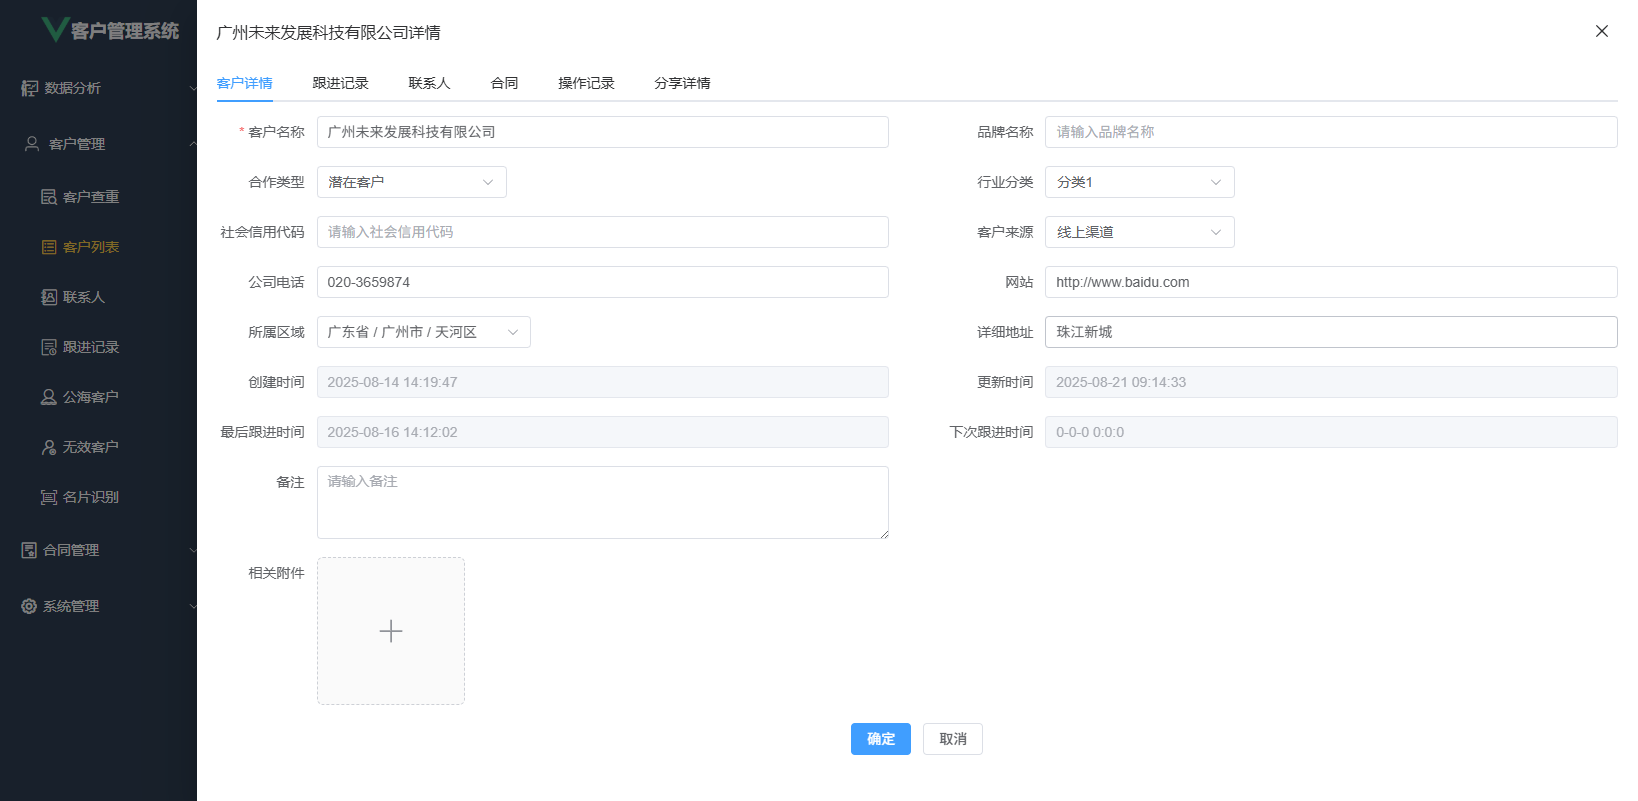 客户管理系统
数据分析
客户管理
客户查重
客户列表
联系人
跟进记录
公海客户
无效客户
名片识别
合同管理
系统管理
广州未来发展科技有限公司详情
客户详情 跟进记录 联系人 合同 操作记录 分享详情
* 客户名称 广州未来发展科技有限公司 品牌名称 请输入品牌名称
合作类型 潜在客户 行业分类 分类1
社会信用代码 请输入社会信用代码 客户来源 线上渠道
公司电话 020-3659874 网站 http://www.baidu.com
所属区域 广东省 / 广州市 / 天河区 详细地址 珠江新城
创建时间 2025-08-14 14:19:47 更新时间 2025-08-21 09:14:33
最后跟进时间 2025-08-16 14:12:02 下次跟进时间 0-0-0 0:0:0
备注 请输入备注
相关附件
确定 取消